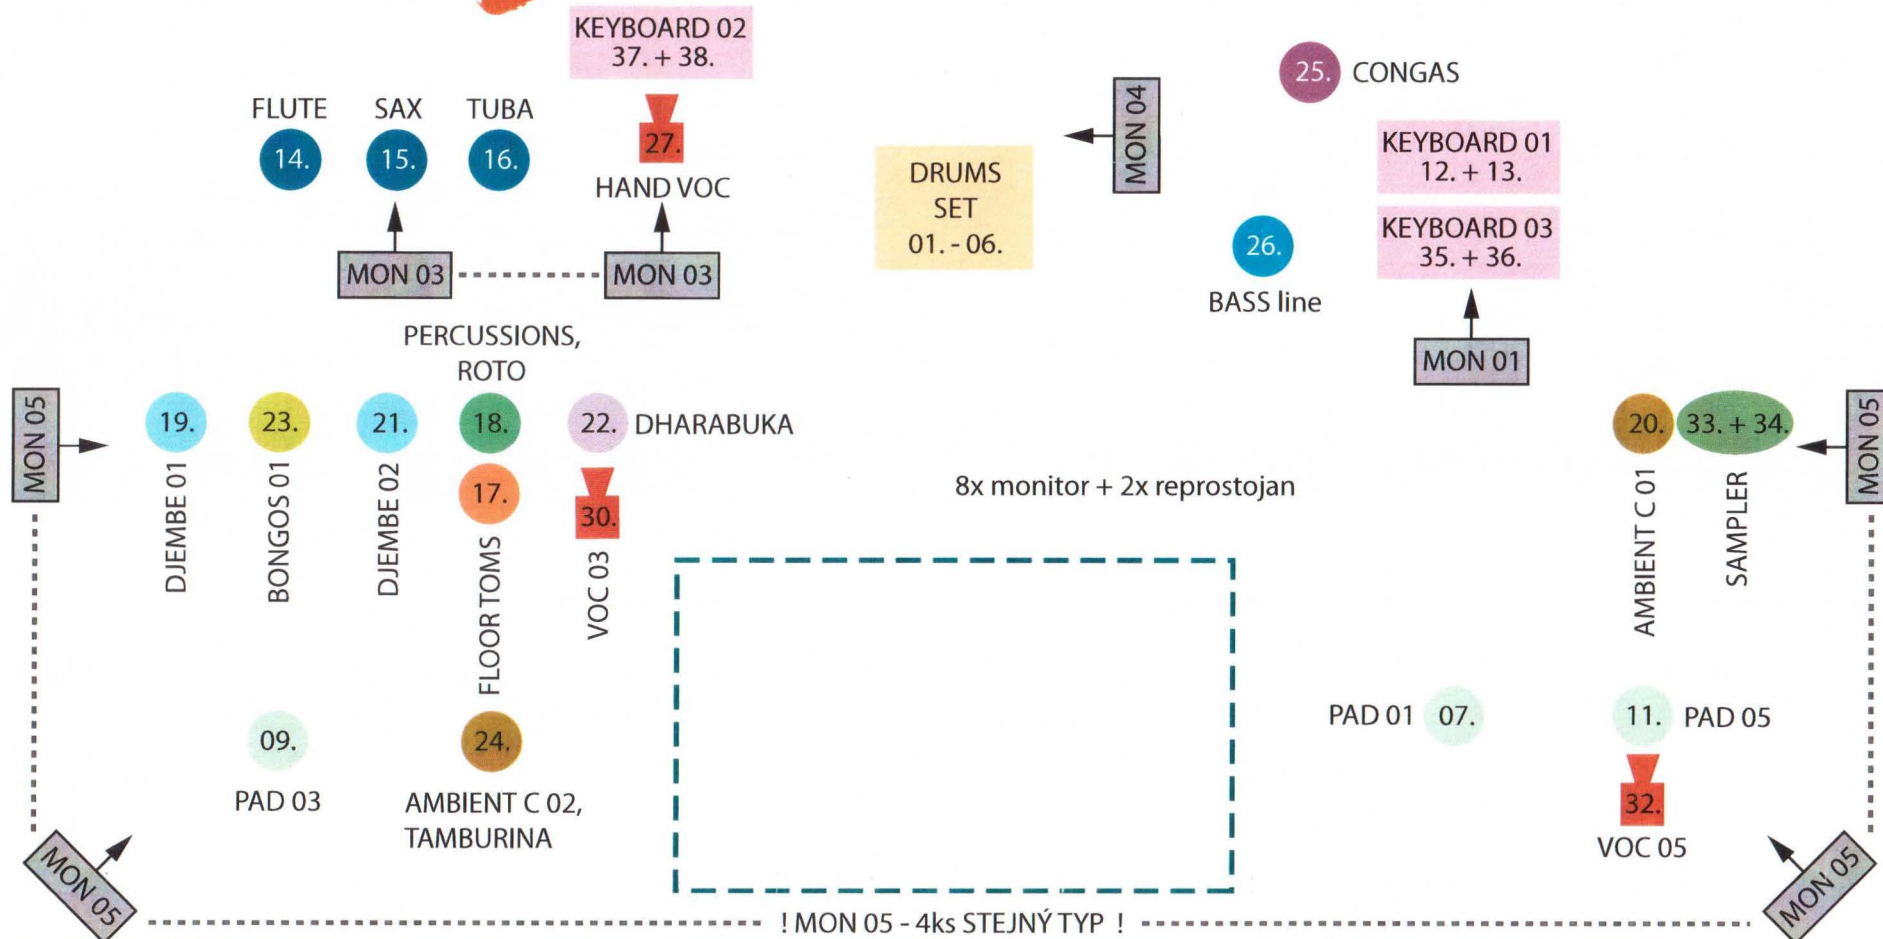 KEYBOARD 02
37. + 38.
25. CONGAS
FLUTE
SAX
TUBA
14.
15.
16.
27.
HAND VOC
MON 04
DRUMS
SET
01. - 06.
KEYBOARD 01
12. + 13.
KEYBOARD 03
35. + 36.
26.
BASS line
MON 03
MON 03
MON 01
PERCUSSIONS,
ROTO
MON 05
19.
23.
21.
18.
22. DHARABUKA
20.
33. + 34.
MON 05
DJEMBE 01
BONGOS 01
DJEMBE 02
17.
30.
8x monitor + 2x reprostojan
AMBIENT C 01
SAMPLER
FLOOR TOMS
VOC 03
09.
PAD 03
24.
AMBIENT C 02,
TAMBURINA
PAD 01 07.
11. PAD 05
32.
VOC 05
MON 05
! MON 05 - 4ks STEJNÝ TYP !
MON 05